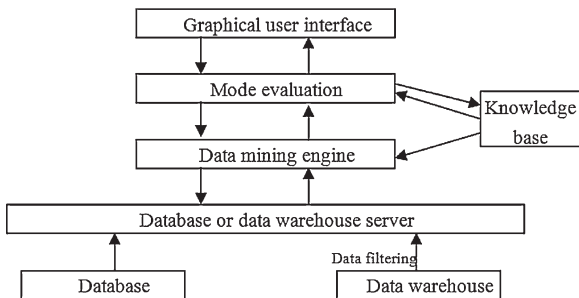 Graphical user interface
Mode evaluation
Knowledge
base
Data mining engine
Database or data warehouse server
Data filtering
Database
Data warehouse